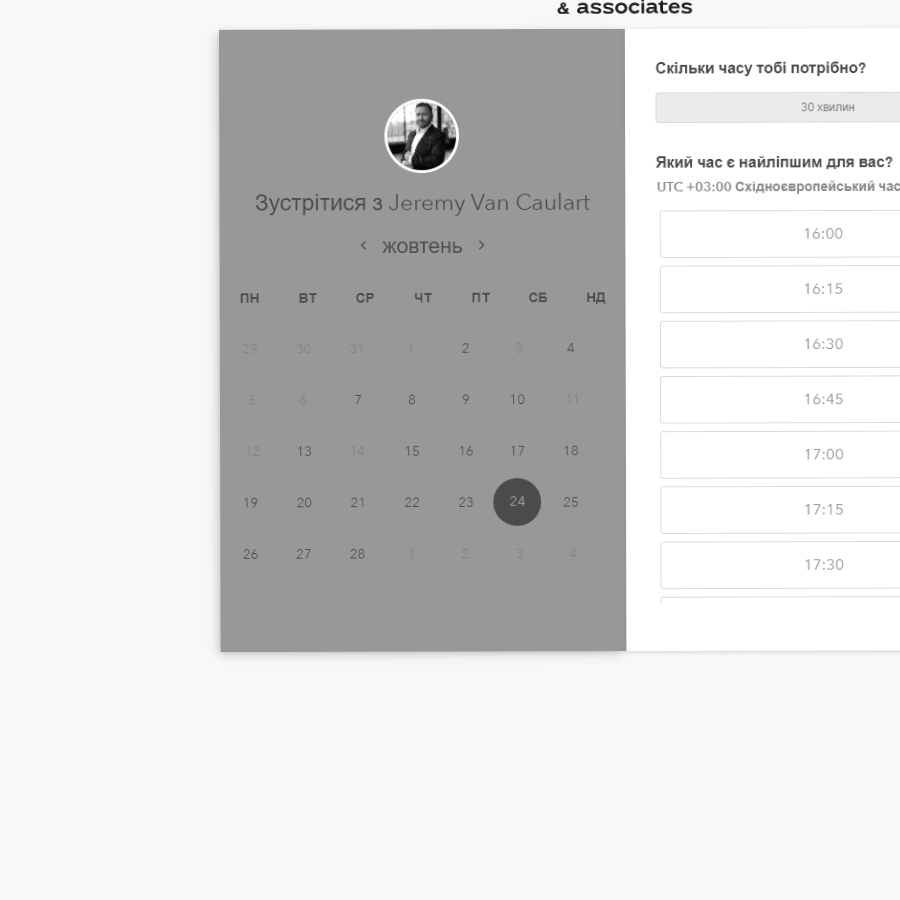 & associates
Зустрітися з Jeremy Van Caulart
жовтень
ПН ВТ СР ЧТ ПТ СБ НД
29 30 31 1 2 3 4
5 6 7 8 9 10 11
12 13 14 15 16 17 18
19 20 21 22 23 24 25
26 27 28 1 2 3 4
Скільки часу тобі потрібно?
30 хвилин
Який час є найліпшим для вас?
UTC +03:00 Східноєвропейський час
16:00
16:15
16:30
16:45
17:00
17:15
17:30